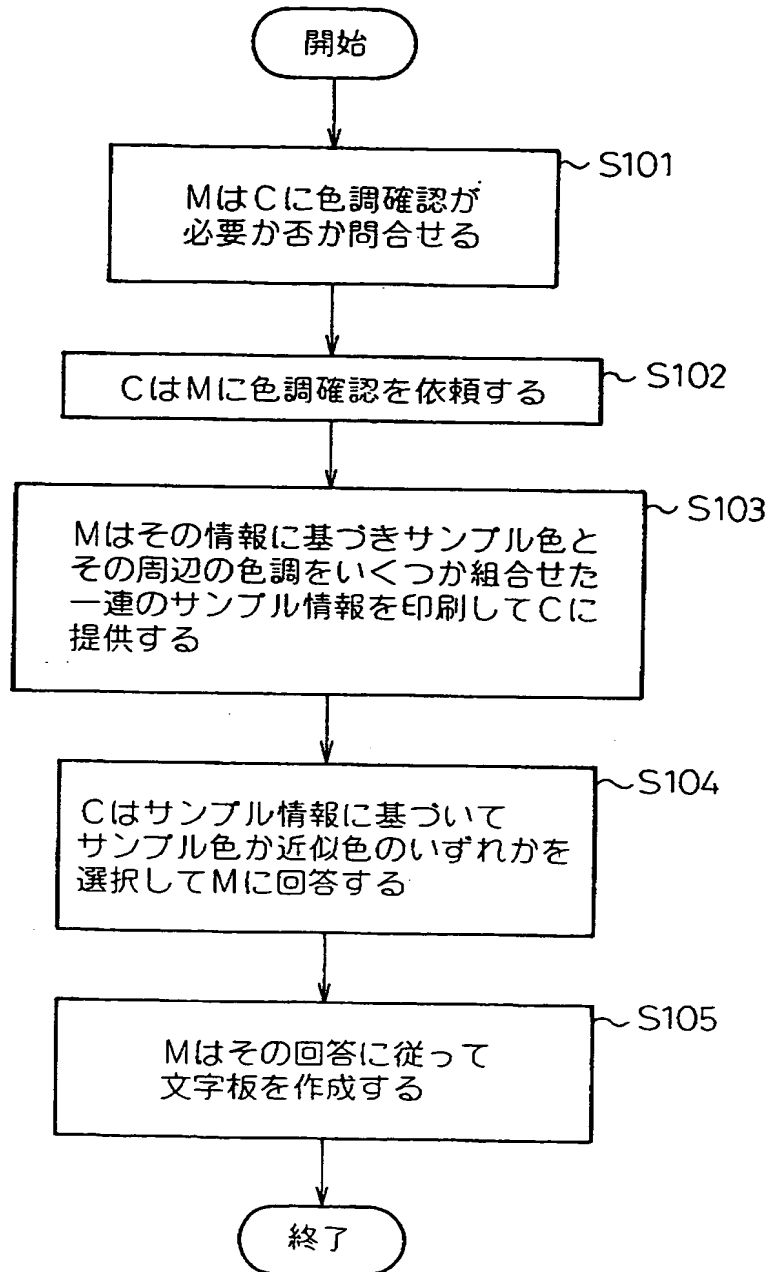 開始
S101
MはCに色調確認が
必要か否か問合せる
CはMに色調確認を依頼する
S102
S103
Mはその情報に基づきサンプル色と
その周辺の色調をいくつか組合せた
一連のサンプル情報を印刷してCに
提供する
S104
Cはサンプル情報に基づいて
サンプル色か近似色のいずれかを
選択してMに回答する
S105
Mはその回答に従って
文字板を作成する
終了